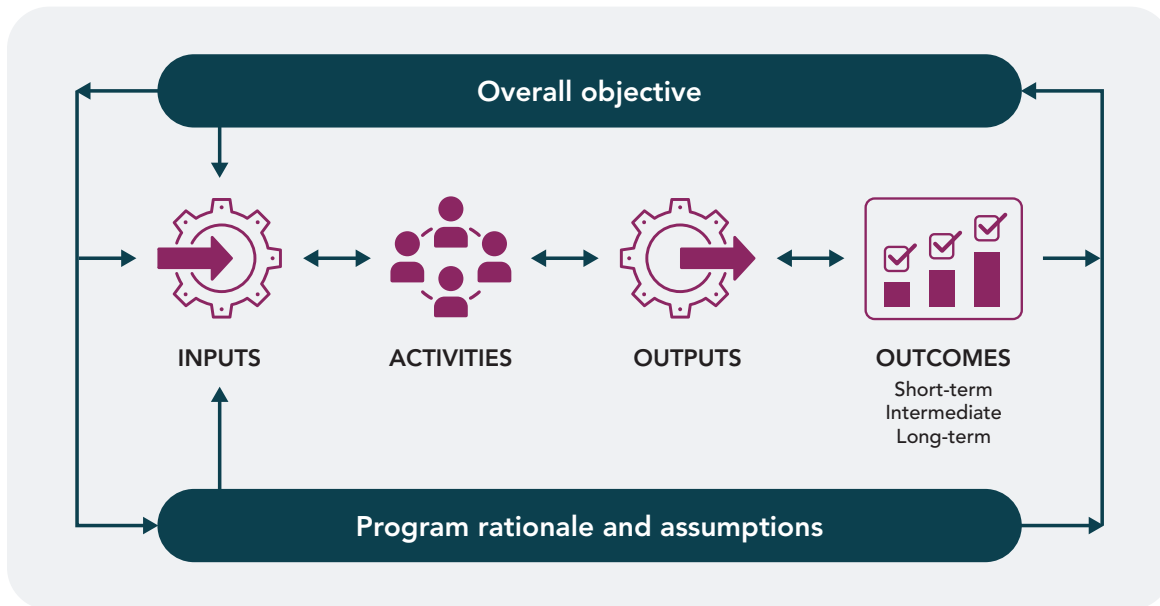 Overall objective
INPUTS
ACTIVITIES
OUTPUTS
OUTCOMES
Short-term
Intermediate
Long-term
Program rationale and assumptions